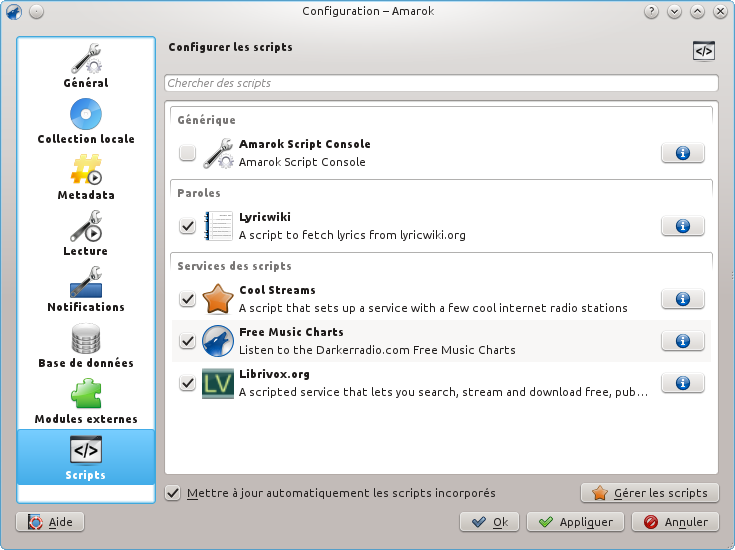 Configuration – Amarok
Général
Collection locale
Metadata
Lecture
Notifications
Base de données
Modules externes
Scripts
Configurer les scripts
Chercher des scripts
Générique
Amarok Script Console
Amarok Script Console
Paroles
Lyricwiki
A script to fetch lyrics from lyricwiki.org
Services des scripts
Cool Streams
A script that sets up a service with a few cool internet radio stations
Free Music Charts
Listen to the Darkerradio.com Free Music Charts
LV
Librivox.org
A scripted service that lets you search, stream and download free, pub...
Mettre à jour automatiquement les scripts incorporés
Gérer les scripts
Aide
Ok
Appliquer
Annuler